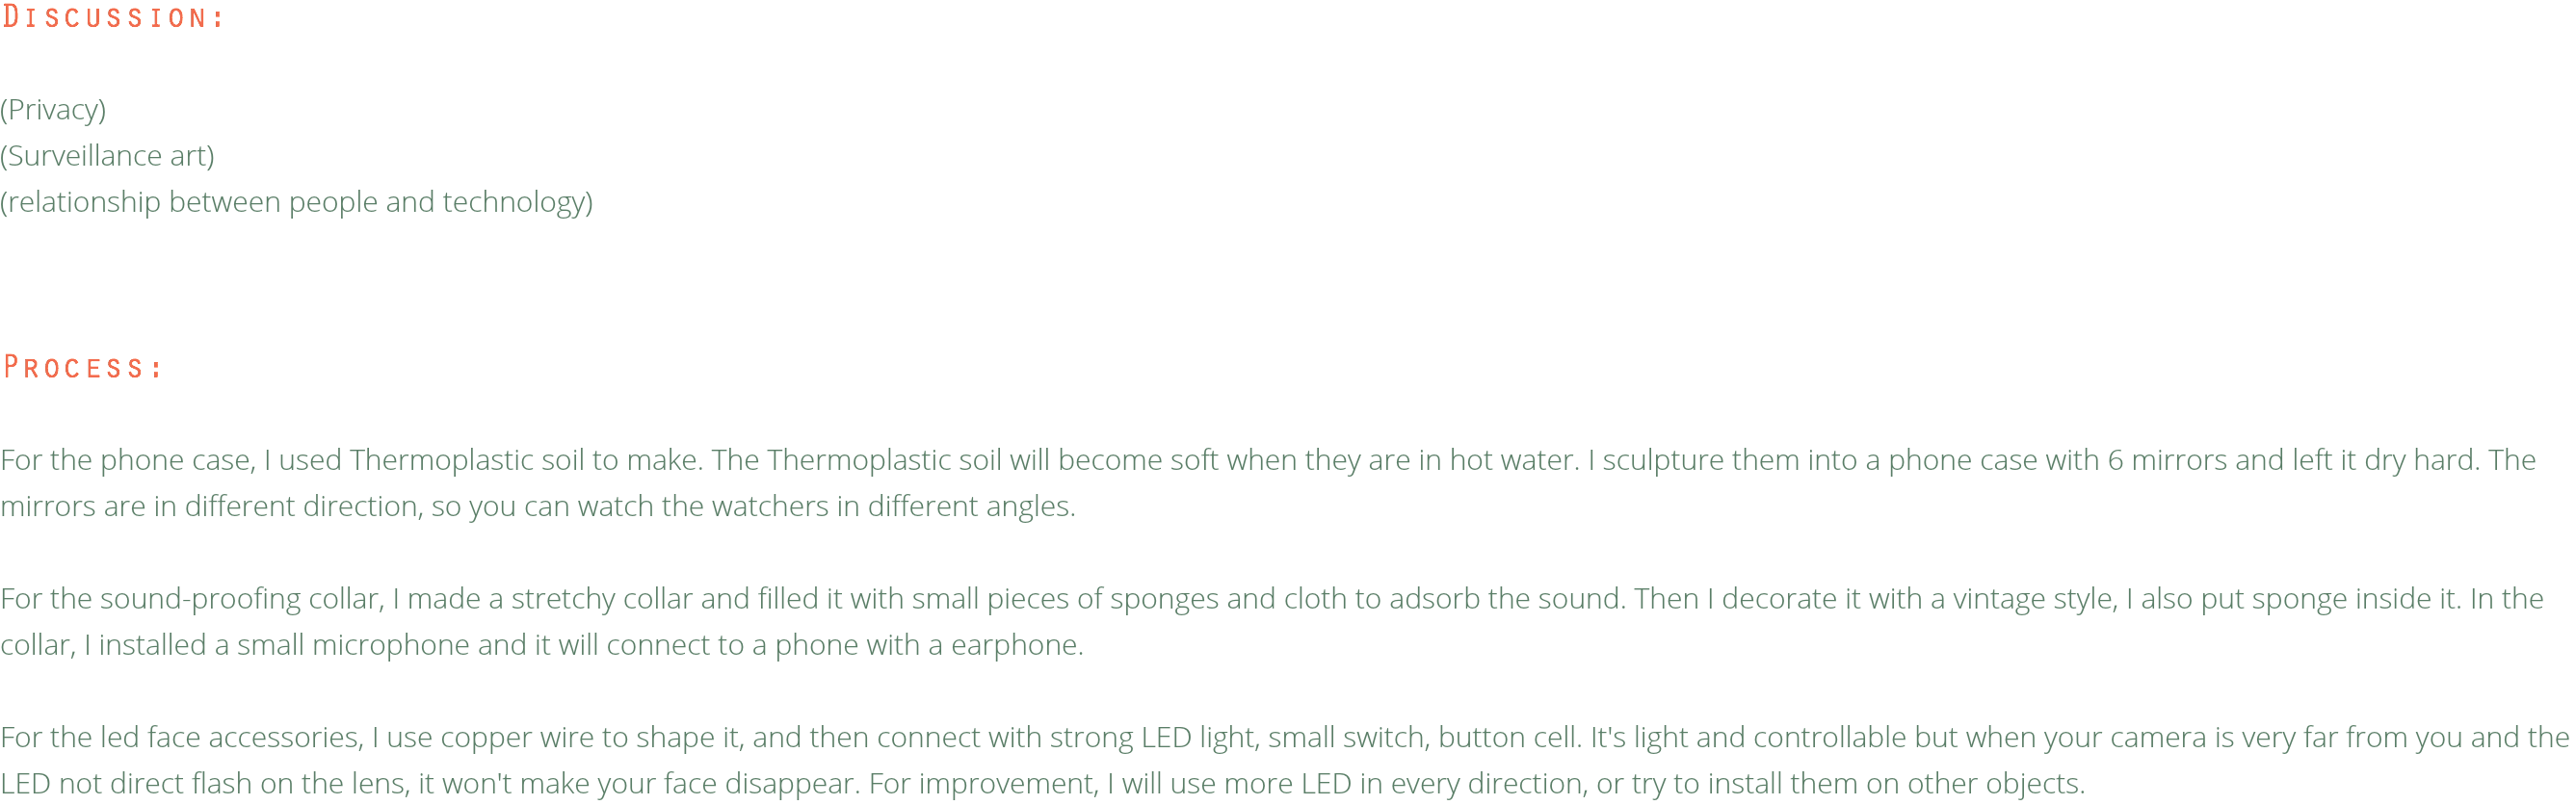 Discussion:
(Privacy)
(Surveillance art)
(relationship between people and technology)
Process:
For the phone case, I used Thermoplastic soil to make. The Thermoplastic soil will become soft when they are in hot water. I sculpture them into a phone case with 6 mirrors and left it dry hard. The
mirrors are in different direction, so you can watch the watchers in different angles.
For the sound-proofing collar, I made a stretchy collar and filled it with small pieces of sponges and cloth to adsorb the sound. Then I decorate it with a vintage style, I also put sponge inside it. In the
collar, I installed a small microphone and it will connect to a phone with a earphone.
For the led face accessories, I use copper wire to shape it, and then connect with strong LED light, small switch, button cell. It's light and controllable but when your camera is very far from you and the
LED not direct flash on the lens, it won't make your face disappear. For improvement, I will use more LED in every direction, or try to install them on other objects.